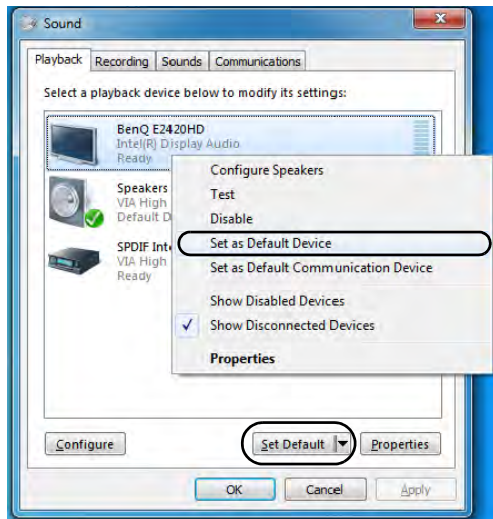 Sound
Playback Recording Sounds Communications
Select a playback device below to modify its settings:
BenQ E2420HD
Intel(R) Display Audio
Ready
Speakers
VIA High
Default D
SPDIF Inte
VIA High
Ready
Configure Speakers
Test
Disable
Set as Default Device
Set as Default Communication Device
Show Disabled Devices
✓ Show Disconnected Devices
Properties
Configure Set Default Properties
OK Cancel Apply